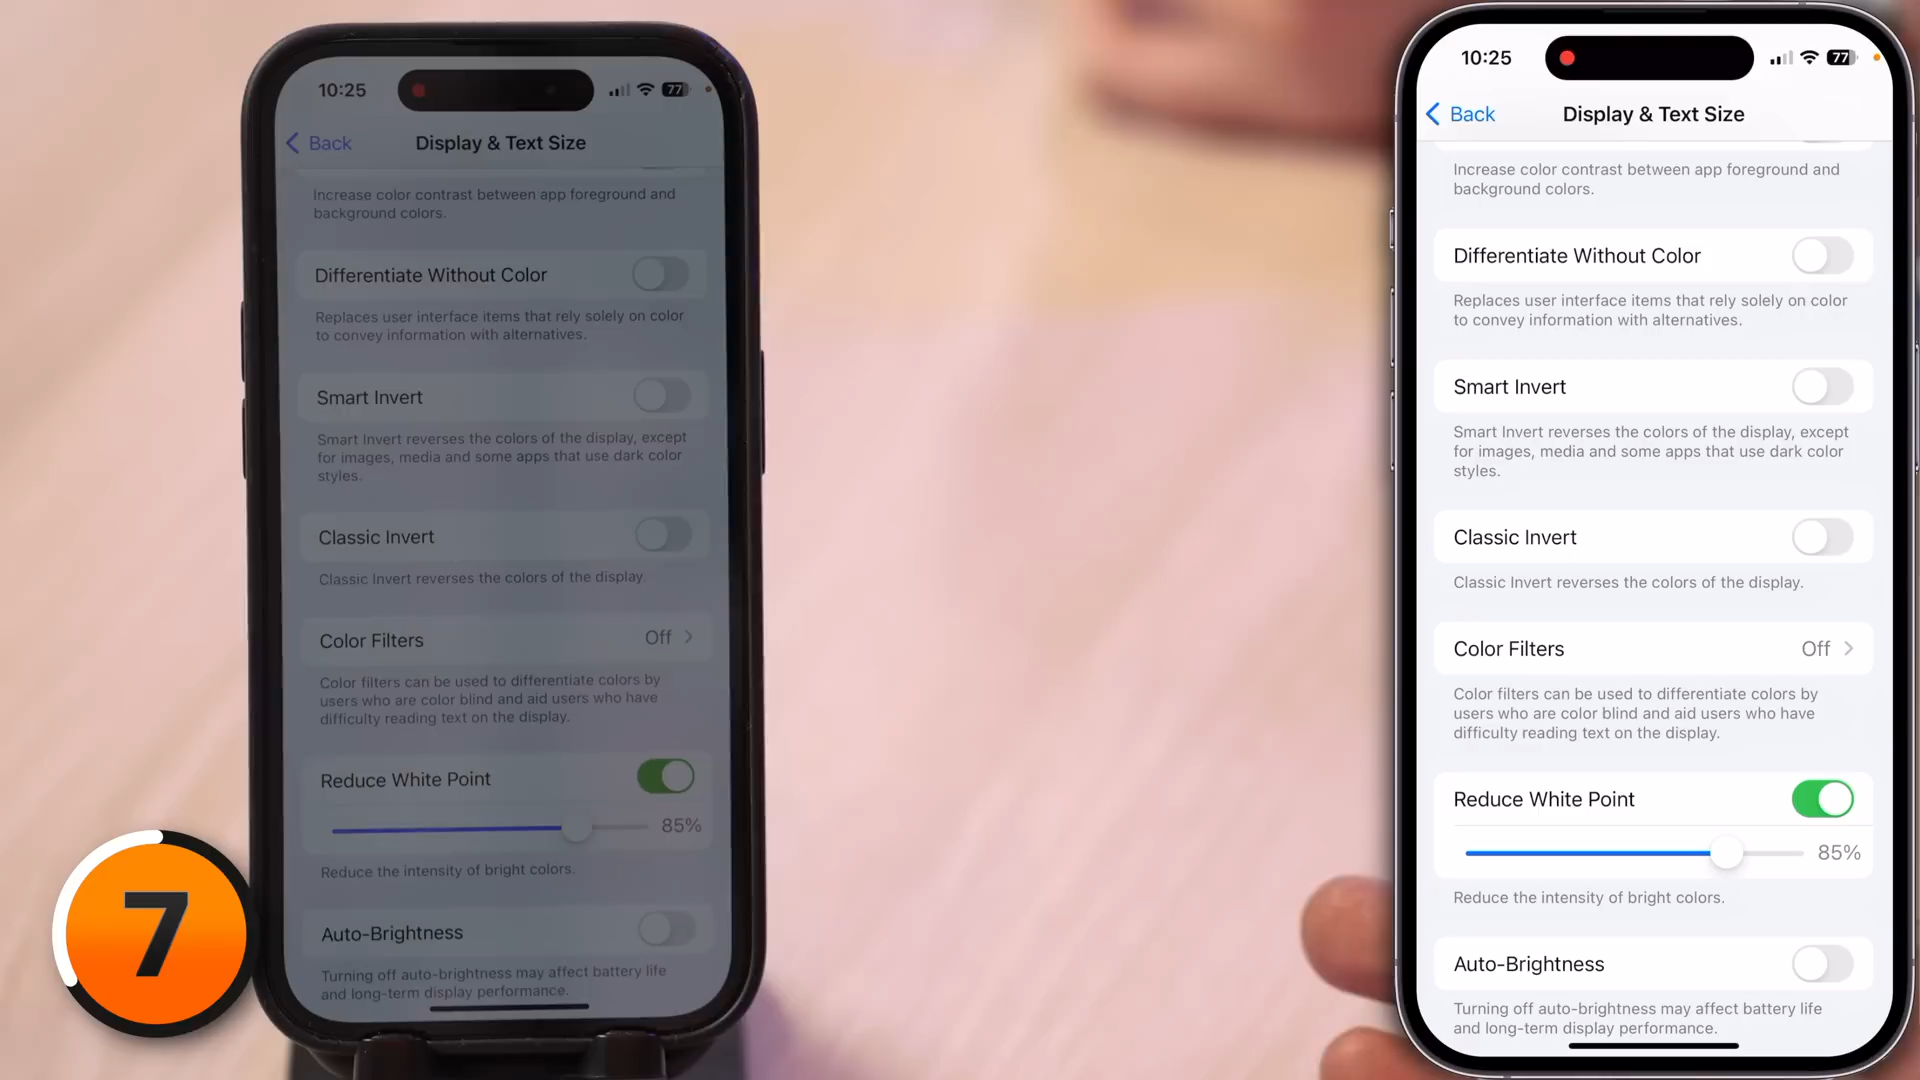 10:25
77
Back
Display & Text Size
Increase color contrast between app foreground and
background colors.
Differentiate Without Color
Replaces user interface items that rely solely on color
to convey information with alternatives.
Smart Invert
Smart Invert reverses the colors of the display, except
for images, media and some apps that use dark color
styles.
Classic Invert
Classic Invert reverses the colors of the display.
Color Filters
Off
Color filters can be used to differentiate colors by
users who are color blind and aid users who have
difficulty reading text on the display.
Reduce White Point
85%
Reduce the intensity of bright colors.
Auto-Brightness
Turning off auto-brightness may affect battery life
and long-term display performance.
7
10:25
77
Back
Display & Text Size
Increase color contrast between app foreground and
background colors.
Differentiate Without Color
Replaces user interface items that rely solely on color
to convey information with alternatives.
Smart Invert
Smart Invert reverses the colors of the display, except
for images, media and some apps that use dark color
styles.
Classic Invert
Classic Invert reverses the colors of the display.
Color Filters
Off
Color filters can be used to differentiate colors by
users who are color blind and aid users who have
difficulty reading text on the display.
Reduce White Point
85%
Reduce the intensity of bright colors.
Auto-Brightness
Turning off auto-brightness may affect battery life
and long-term display performance.